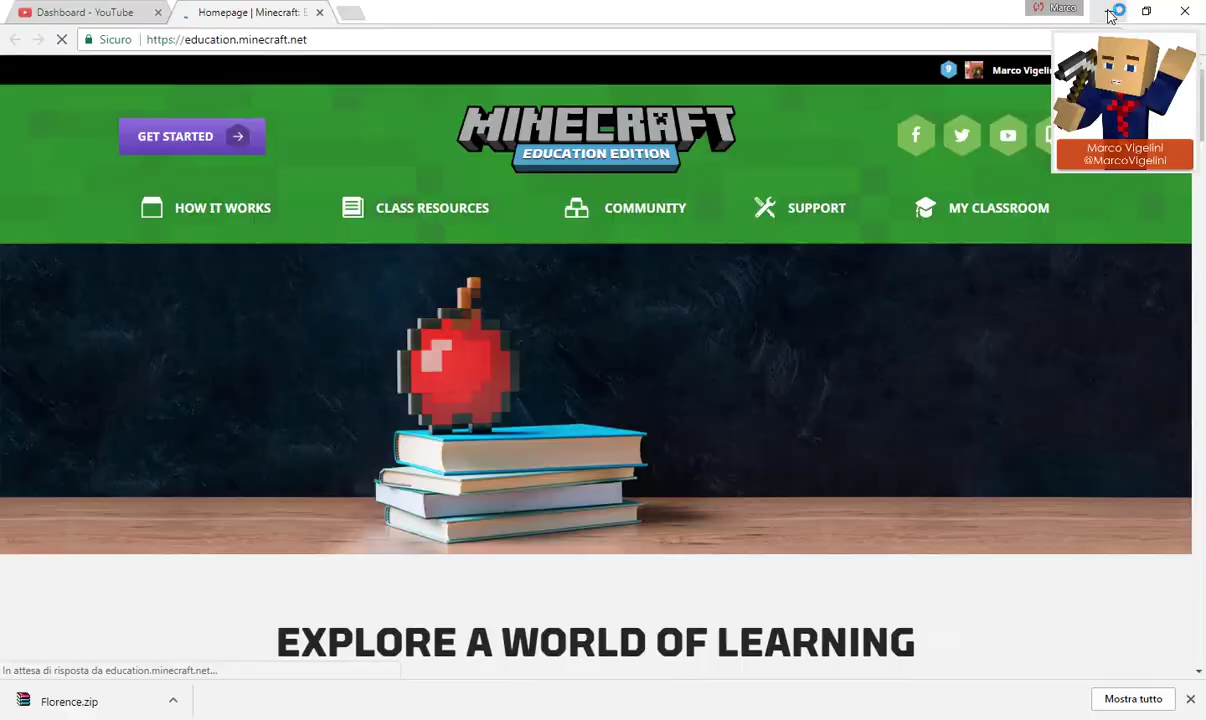 Dashboard - YouTube
Homepage | Minecraft: E
Marco
Sicuro
https://education.minecraft.net
9
Marco Vigelin
GET STARTED
MINECRAFT
EDUCATION EDITION
Marco Vigelini
@MarcoVigelini
HOW IT WORKS
CLASS RESOURCES
COMMUNITY
SUPPORT
MY CLASSROOM
EXPLORE A WORLD OF LEARNING
In attesa di risposta da education.minecraft.net...
Florence.zip
Mostra tutto